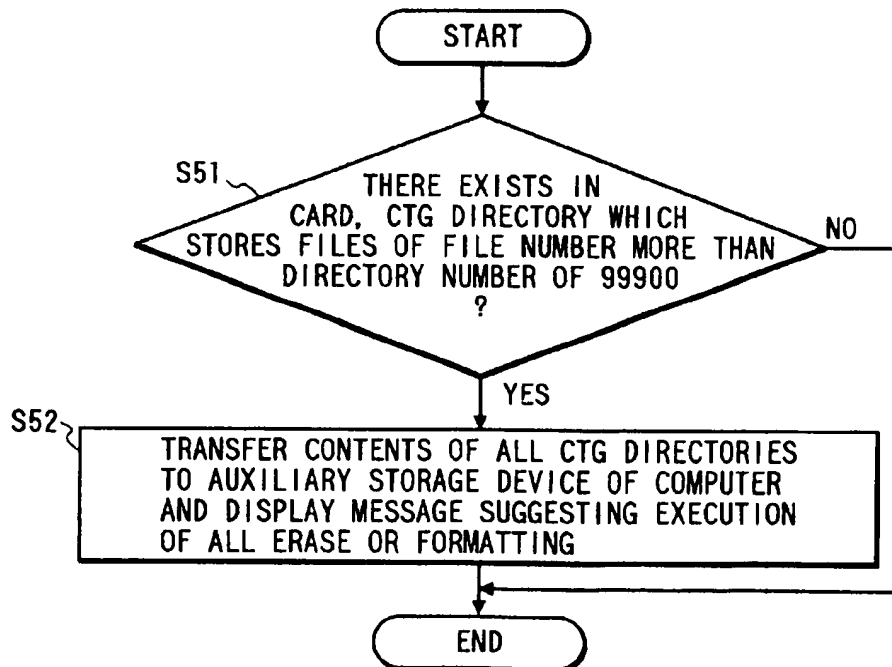 START
S51
THERE EXISTS IN
CARD, CTG DIRECTORY WHICH
STORES FILES OF FILE NUMBER MORE THAN
DIRECTORY NUMBER OF 99900
?
NO
YES
S52
TRANSFER CONTENTS OF ALL CTG DIRECTORIES
TO AUXILIARY STORAGE DEVICE OF COMPUTER
AND DISPLAY MESSAGE SUGGESTING EXECUTION
OF ALL ERASE OR FORMATTING
END